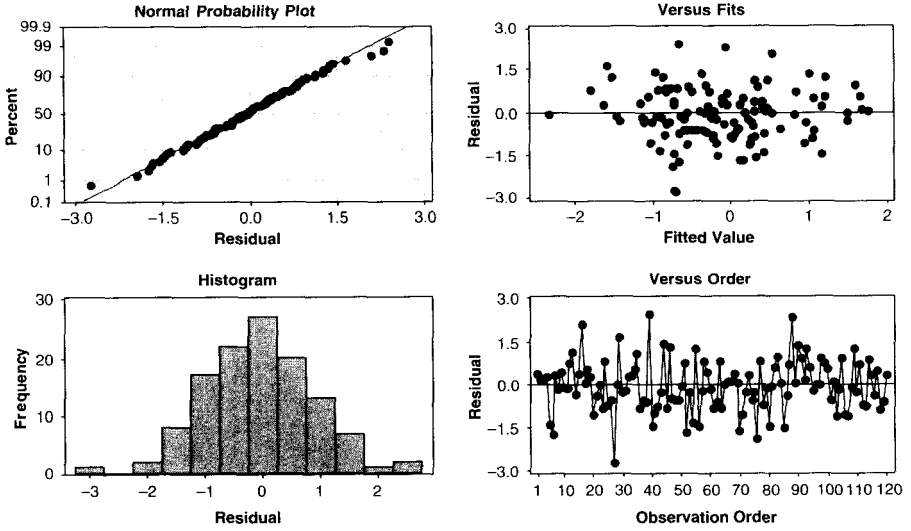 Normal Probability Plot
99.9
99
90
50
10
1
0.1
Percent
−3.0 −1.5 0.0 1.5 3.0
Residual
Versus Fits
3.0
1.5
0.0
−1.5
−3.0
Residual
−2 −1 0 1 2
Fitted Value
Histogram
30
20
10
0
Frequency
−3 −2 −1 0 1 2
Residual
Versus Order
3.0
1.5
0.0
−1.5
−3.0
Residual
1 10 20 30 40 50 60 70 80 90 100 110 120
Observation Order